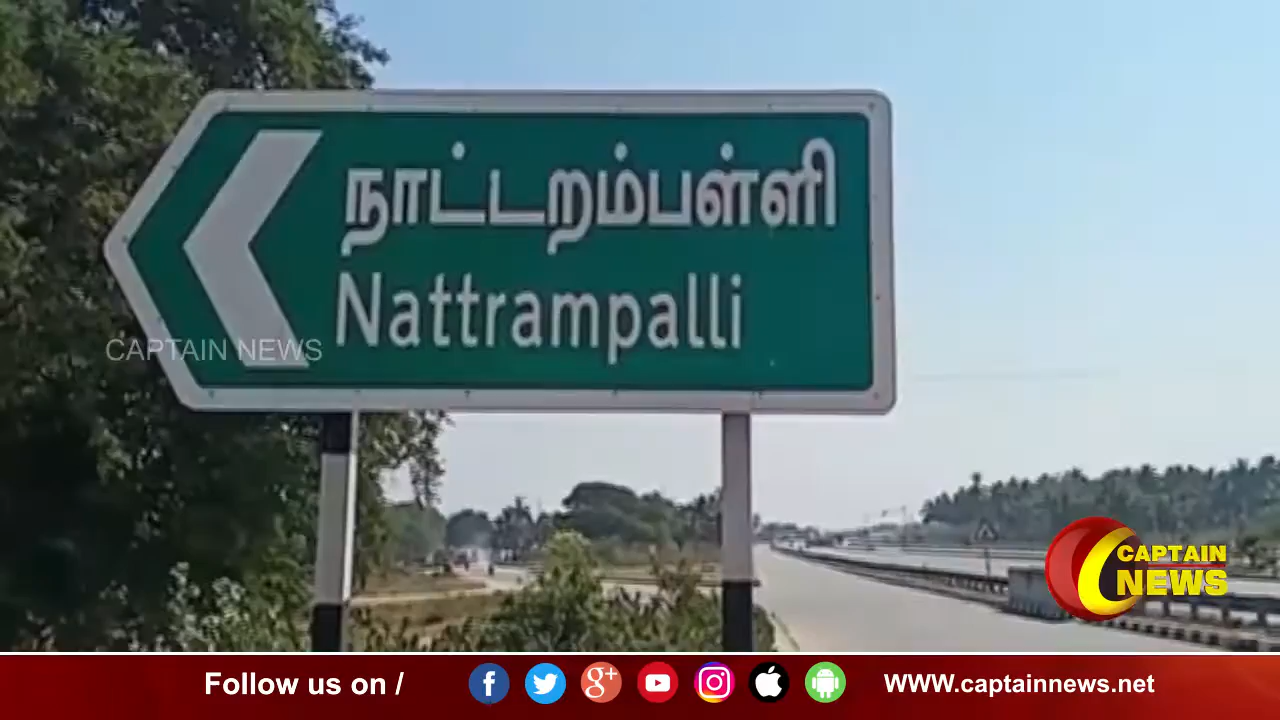 நாட்டறம்பள்ளி
Nattrampalli
CAPTAIN NEWS
CAPTAIN
NEWS
Follow us on /
WWW.captainnews.net